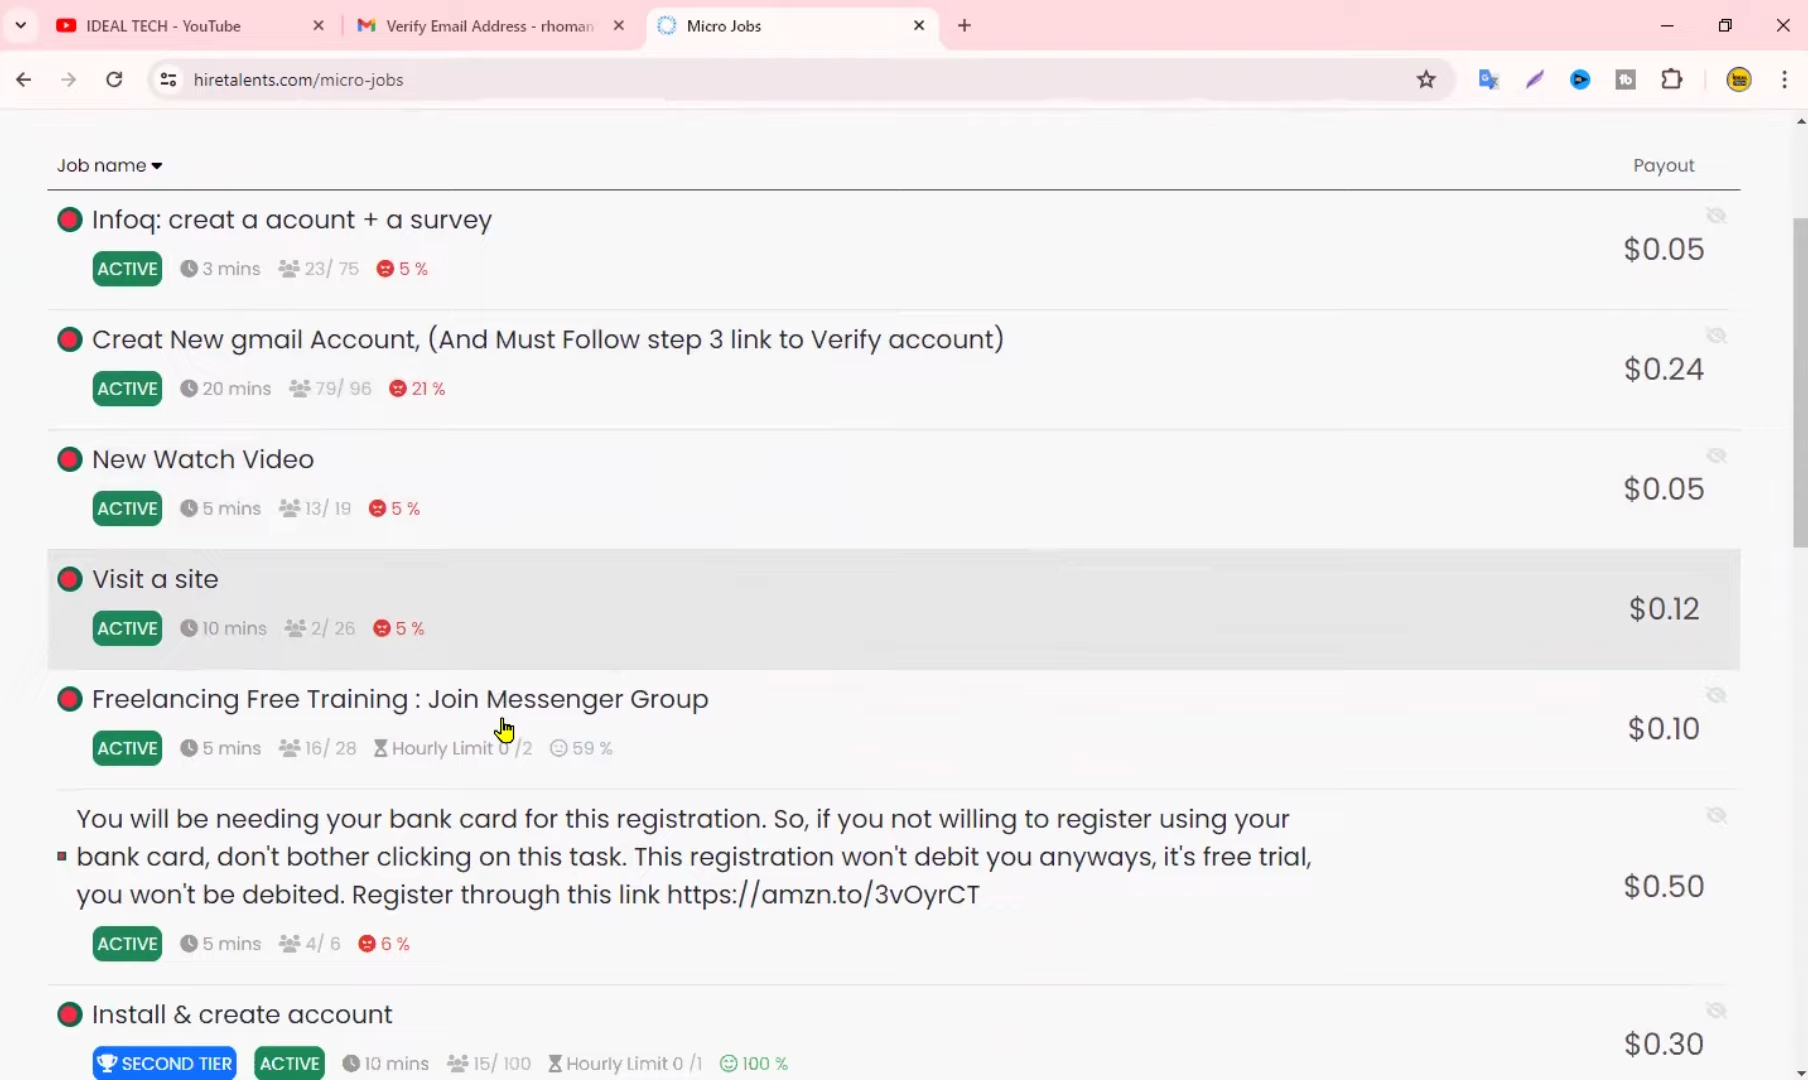 IDEAL TECH - YouTube
Verify Email Address - rhoman
Micro Jobs
hiretalents.com/micro-jobs
Job name
Payout
Infoq: creat a acount + a survey
$0.05
ACTIVE 3 mins 23/ 75 5 %
Creat New gmail Account, (And Must Follow step 3 link to Verify account)
$0.24
ACTIVE 20 mins 79/ 96 21 %
New Watch Video
$0.05
ACTIVE 5 mins 13/ 19 5 %
Visit a site
$0.12
ACTIVE 10 mins 2/ 26 5 %
Freelancing Free Training : Join Messenger Group
$0.10
ACTIVE 5 mins 16/ 28 Hourly Limit 0 /2 59 %
You will be needing your bank card for this registration. So, if you not willing to register using your
bank card, don't bother clicking on this task. This registration won't debit you anyways, it's free trial,
you won't be debited. Register through this link https://amzn.to/3vOyrCT
$0.50
ACTIVE 5 mins 4/ 6 6 %
Install & create account
$0.30
SECOND TIER ACTIVE 10 mins 15/ 100 Hourly Limit 0 /1 100 %